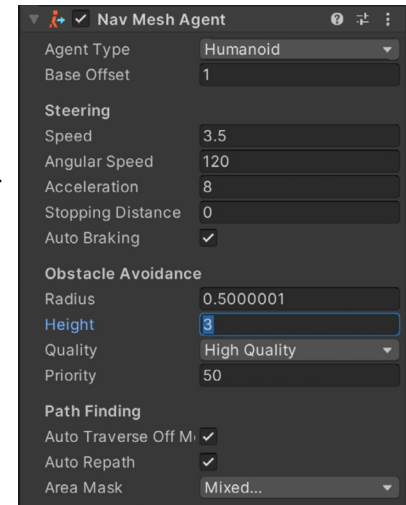 Nav Mesh Agent
Agent Type Humanoid
Base Offset 1
Steering
Speed 3.5
Angular Speed 120
Acceleration 8
Stopping Distance 0
Auto Braking
Obstacle Avoidance
Radius 0.5000001
Height 3
Quality High Quality
Priority 50
Path Finding
Auto Traverse Off M
Auto Repath
Area Mask Mixed...